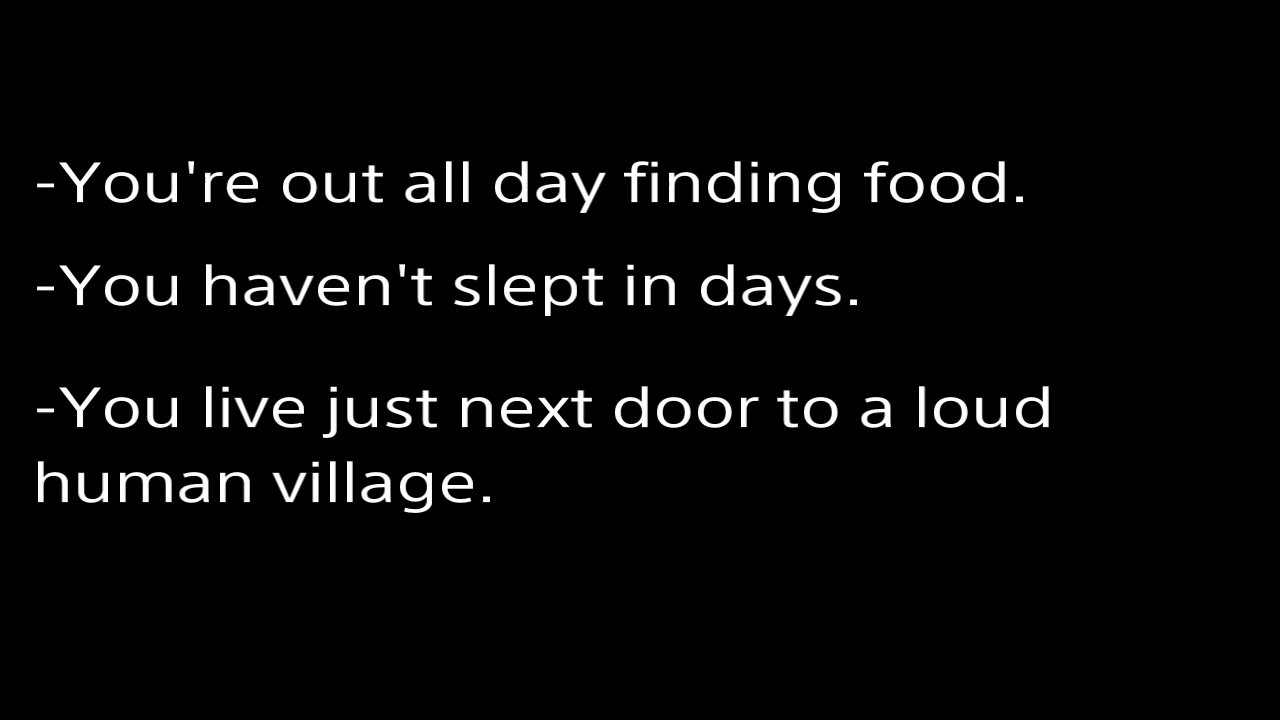 -You're out all day finding food.
-You haven't slept in days.
-You live just next door to a loud
human village.